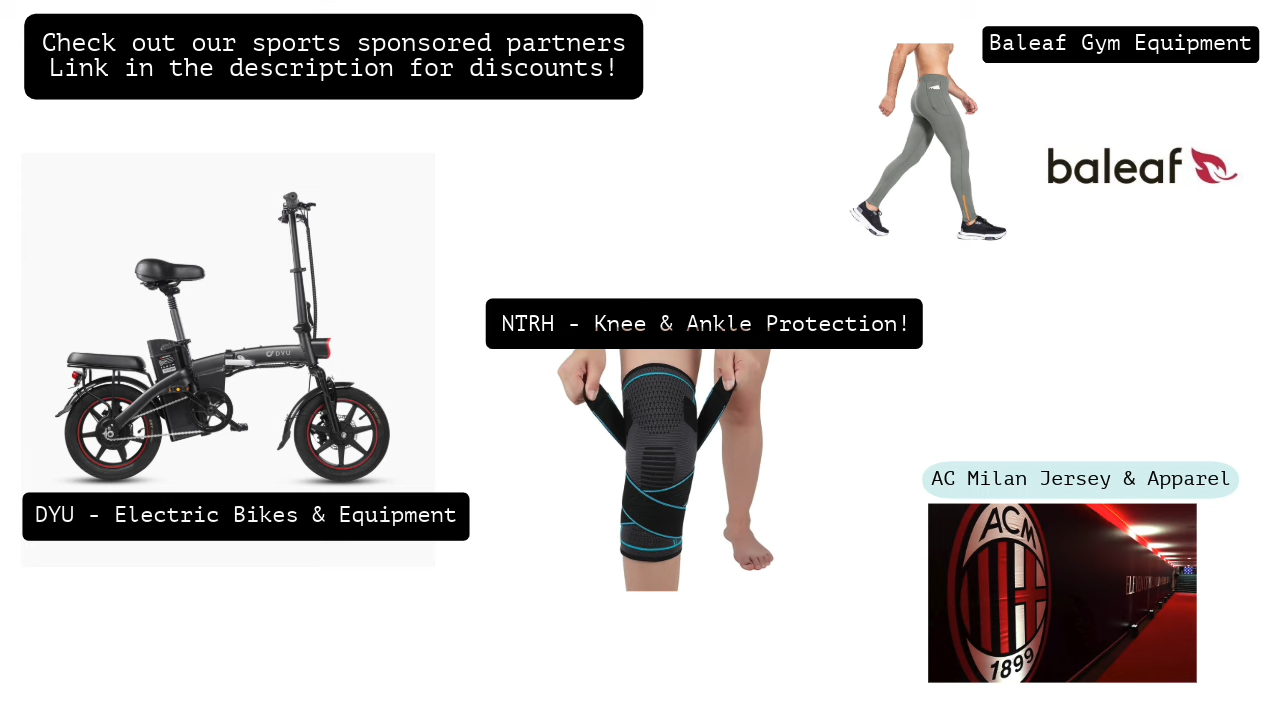 Check out our sports sponsored partners
Link in the description for discounts!
Baleaf Gym Equipment
baleaf
NTRH - Knee & Ankle Protection!
DYU
DYU - Electric Bikes & Equipment
AC Milan Jersey & Apparel
ACM
1899